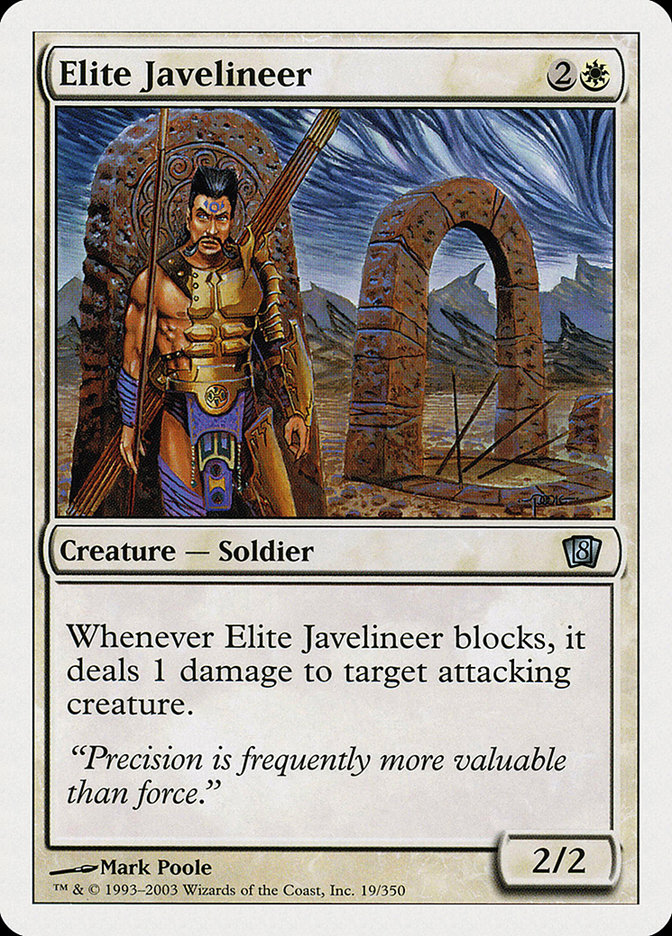 Elite Javelineer 2
POOLE
Creature — Soldier 8
Whenever Elite Javelineer blocks, it
deals 1 damage to target attacking
creature.
“Precision is frequently more valuable
than force.”
2/2
Mark Poole
™ & © 1993–2003 Wizards of the Coast, Inc. 19/350